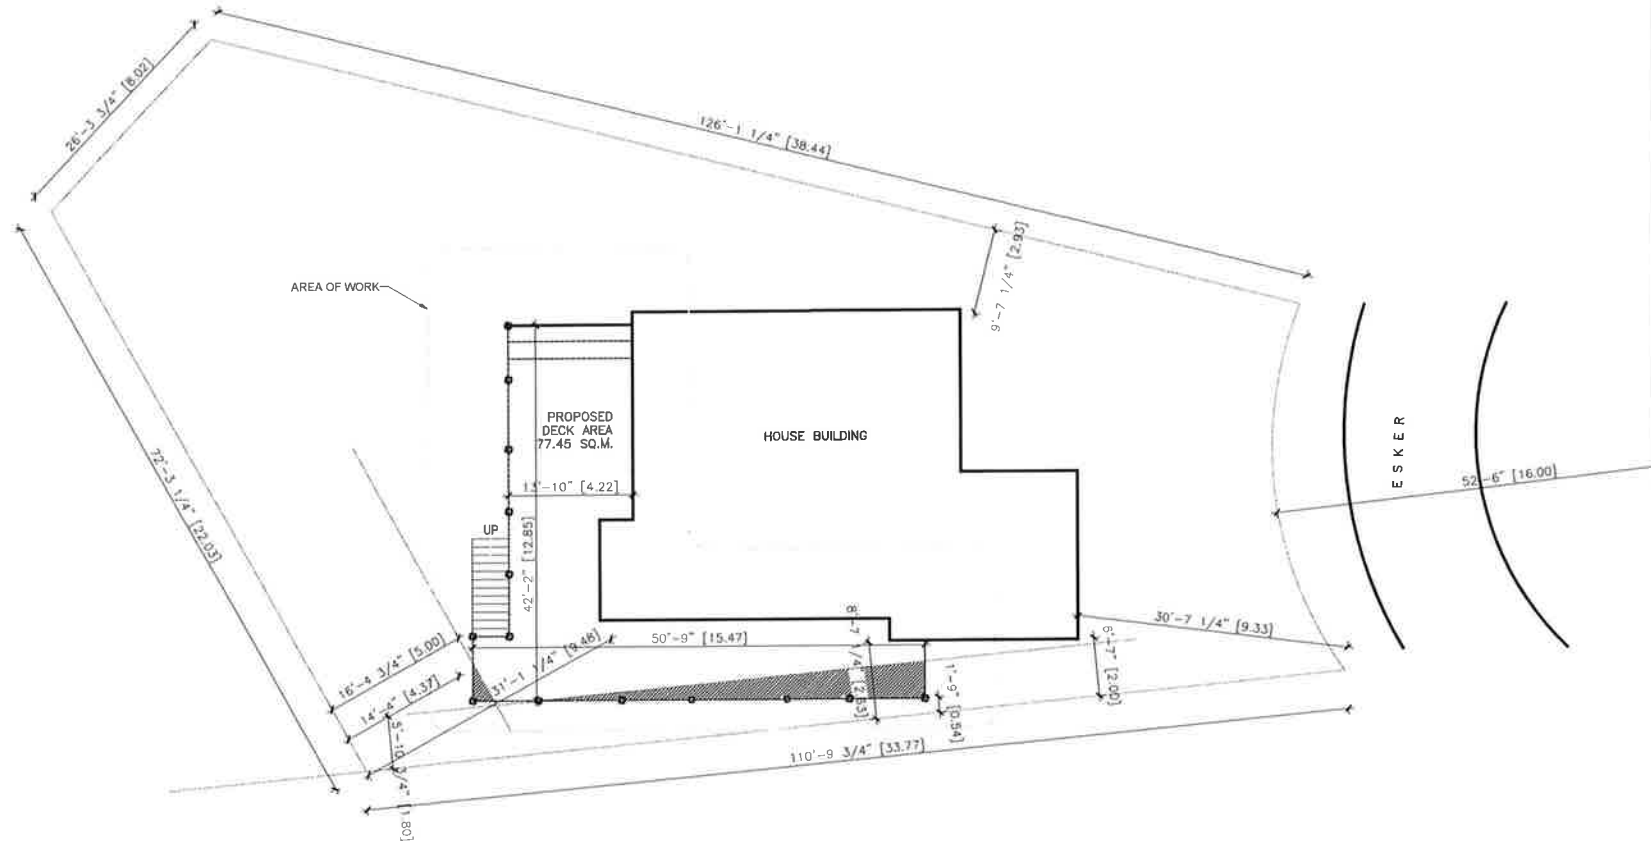 26'-3 3/4" [8.02]
126'-1 1/4" [38.44]
9'-7 1/4" [2.93]
AREA OF WORK
PROPOSED
DECK AREA
77.45 SQ.M.
HOUSE BUILDING
ESKER
52'-6" [16.00]
72'-3 1/4" [22.03]
13'-10" [4.22]
UP
42'-2" [12.85]
50'-9" [15.47]
8'-7 1/4" [2.63]
30'-7 1/4" [9.33]
6'-7" [2.00]
1'-9" [0.54]
16'-4 3/4" [5.00]
14'-4" [4.37]
31'-1 1/4" [9.48]
5'-10 3/4" [1.80]
110'-9 3/4" [33.77]